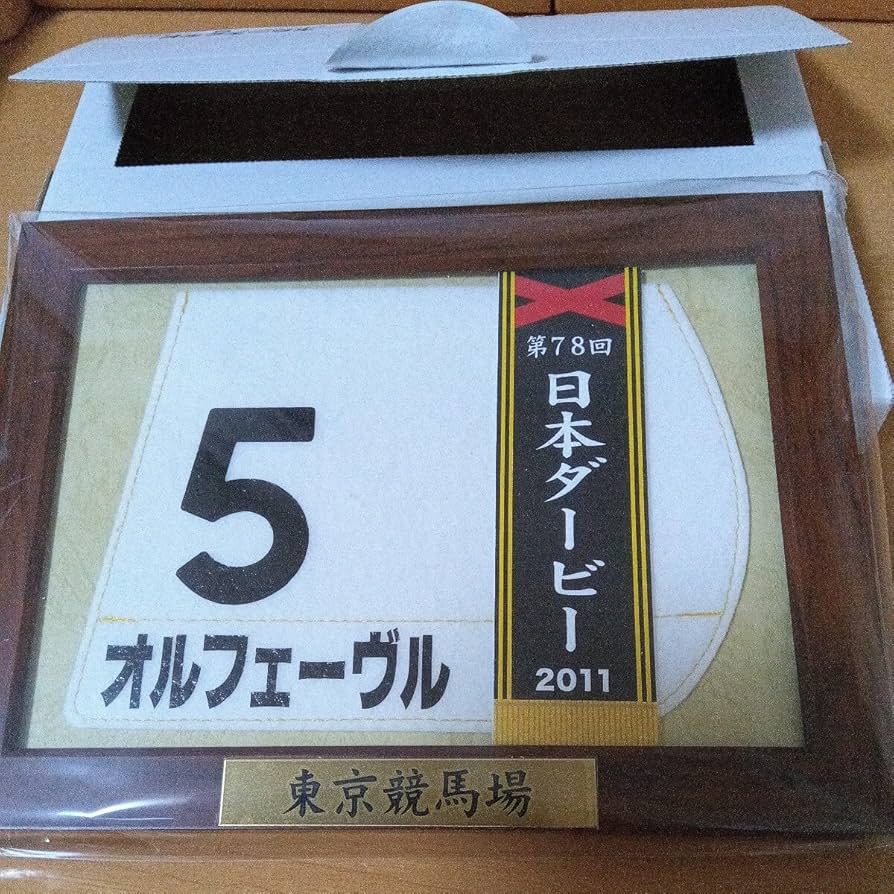 第78回
日本ダービー
2011
5
オルフェーヴル
東京競馬場